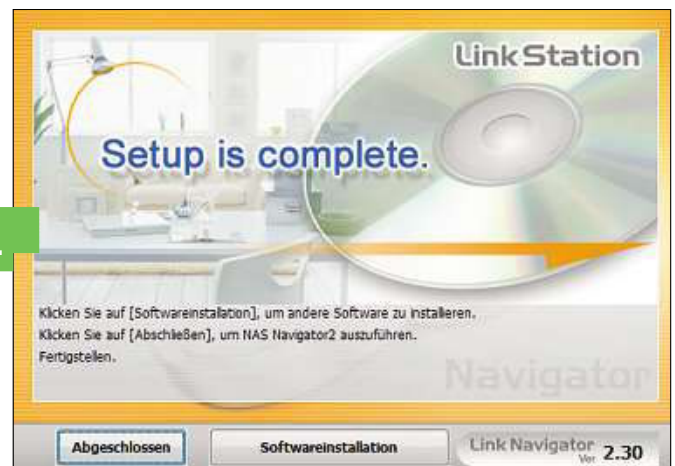 LinkStation
Setup is complete.
Klicken Sie auf [Softwareinstallation], um andere Software zu installieren.
Klicken Sie auf [Abschließen], um NAS Navigator2 auszuführen.
Fertigstellen.
Navigator
Abgeschlossen
Softwareinstallation
Link Navigator Ver 2.30